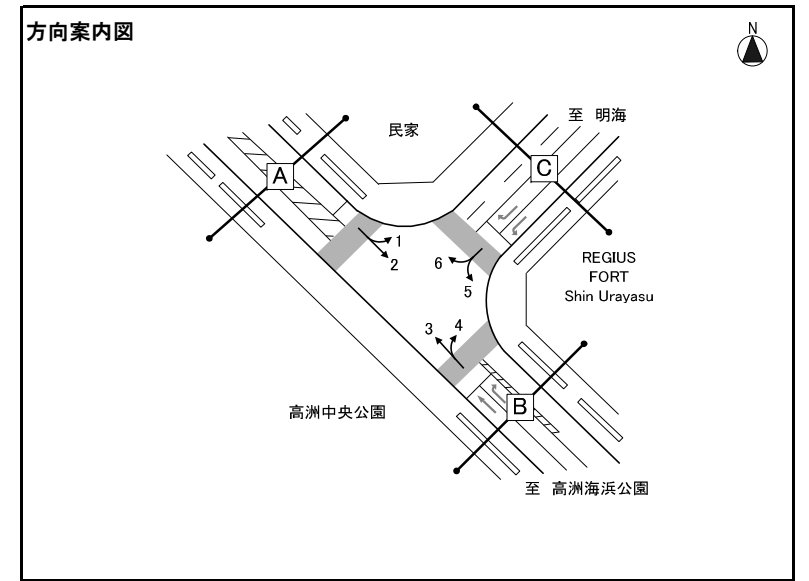 方向案内図
N
民家
至 明海
A
C
1
2
6
5
REGIUS
FORT
Shin Urayasu
3
4
高洲中央公園
B
至 高洲海浜公園